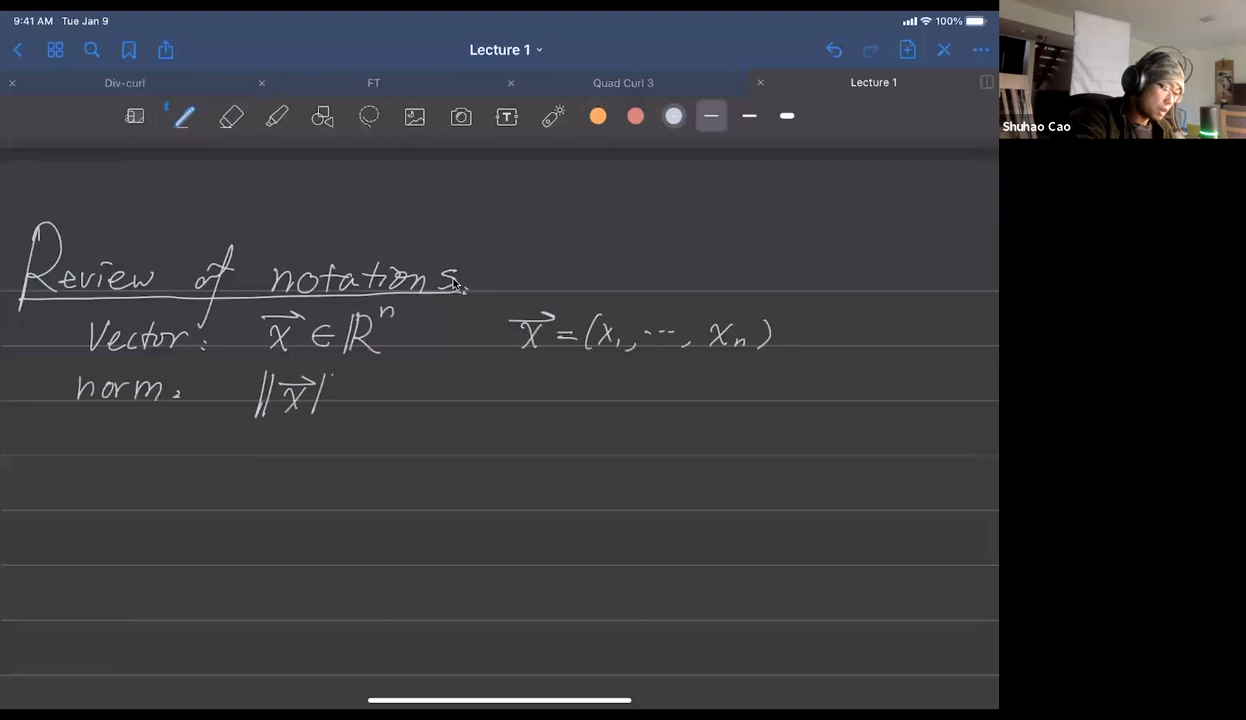 9:41 AM Tue Jan 9 100%
Lecture 1
Div-curl FT Quad Curl 3 Lecture 1
Shuhao Cao
Review of notations.
Vector: x⃗ ∈ ℝⁿ x⃗ = (x₁, ⋯, xₙ)
norm. ‖x⃗|